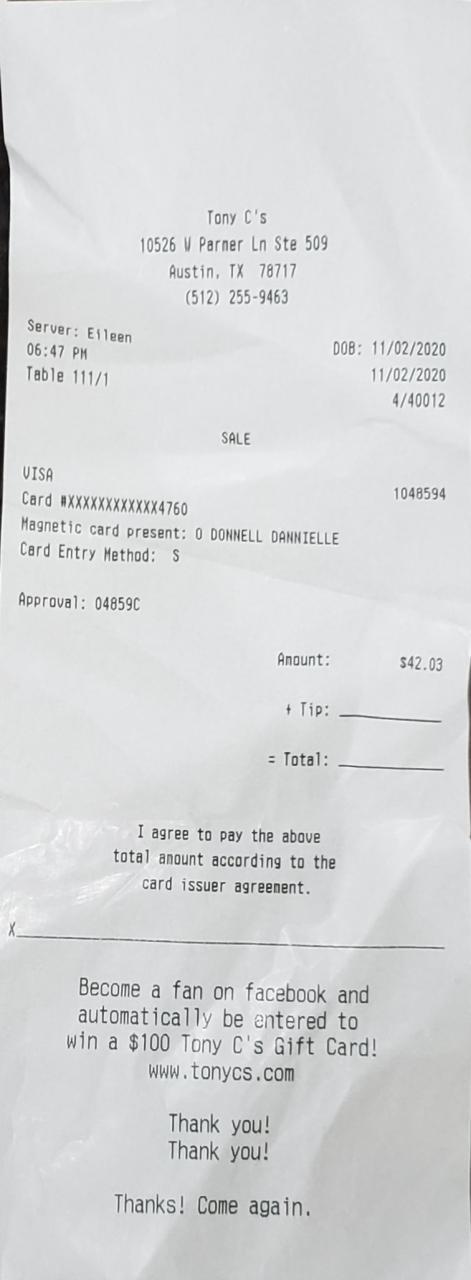 Tony C's
10526 W Parmer Ln Ste 509
Austin, TX 78717
(512) 255-9463
Server: Eileen
06:47 PM DOB: 11/02/2020
Table 111/1 11/02/2020
4/40012
SALE
VISA
Card #XXXXXXXXXXXX4760 1048594
Magnetic card present: O DONNELL DANNIELLE
Card Entry Method: S
Approval: 04859C
Amount: $42.03
+ Tip:
= Total:
I agree to pay the above
total amount according to the
card issuer agreement.
X
Become a fan on facebook and
automatically be entered to
win a $100 Tony C's Gift Card!
www.tonycs.com
Thank you!
Thank you!
Thanks! Come again.